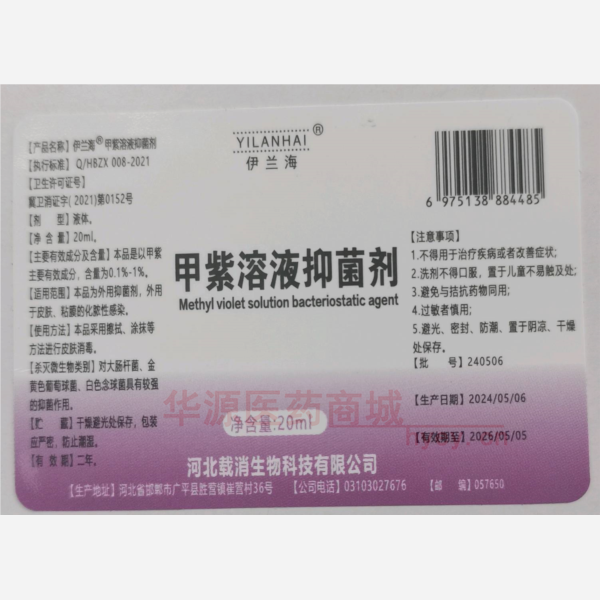 【产品名称】伊兰海®甲紫溶液抑菌剂
【执行标准】Q/HBZX 008-2021
【卫生许可证号】
冀卫消证字(2021)第0152号
【剂 型】液体。
【净 含 量】20ml。
【主要有效成分及含量】本品是以甲紫
主要有效成分，含量为0.1%-1%。
【适用范围】本品为外用抑菌剂，外用
于皮肤、粘膜的化脓性感染。
【使用方法】本品采用擦拭、涂抹等
方法进行皮肤消毒。
【杀灭微生物类别】对大肠杆菌、金
黄色葡萄球菌、白色念球菌具有较强
的抑菌作用。
【贮 藏】干燥避光处保存，包装
应严密，防止潮湿。
【有 效 期】二年。
YILANHAI®
伊兰海
甲紫溶液抑菌剂
Methyl violet solution bacteriostatic agent
华源医药商城
净含量:20ml
河北载消生物科技有限公司
6 975138 884485
【注意事项】
1.不得用于治疗疾病或者改善症状;
2.洗剂不得口服，置于儿童不易触及处;
3.避免与拮抗药物同用;
4.过敏者慎用;
5.避光、密封、防潮、置于阴凉、干燥
处保存。
【批 号】240506
【生产日期】2024/05/06
【有效期至】2026/05/05
【生产地址】河北省邯郸市广平县胜营镇崔营村36号 【公司电话】03103027676 【邮 编】057650